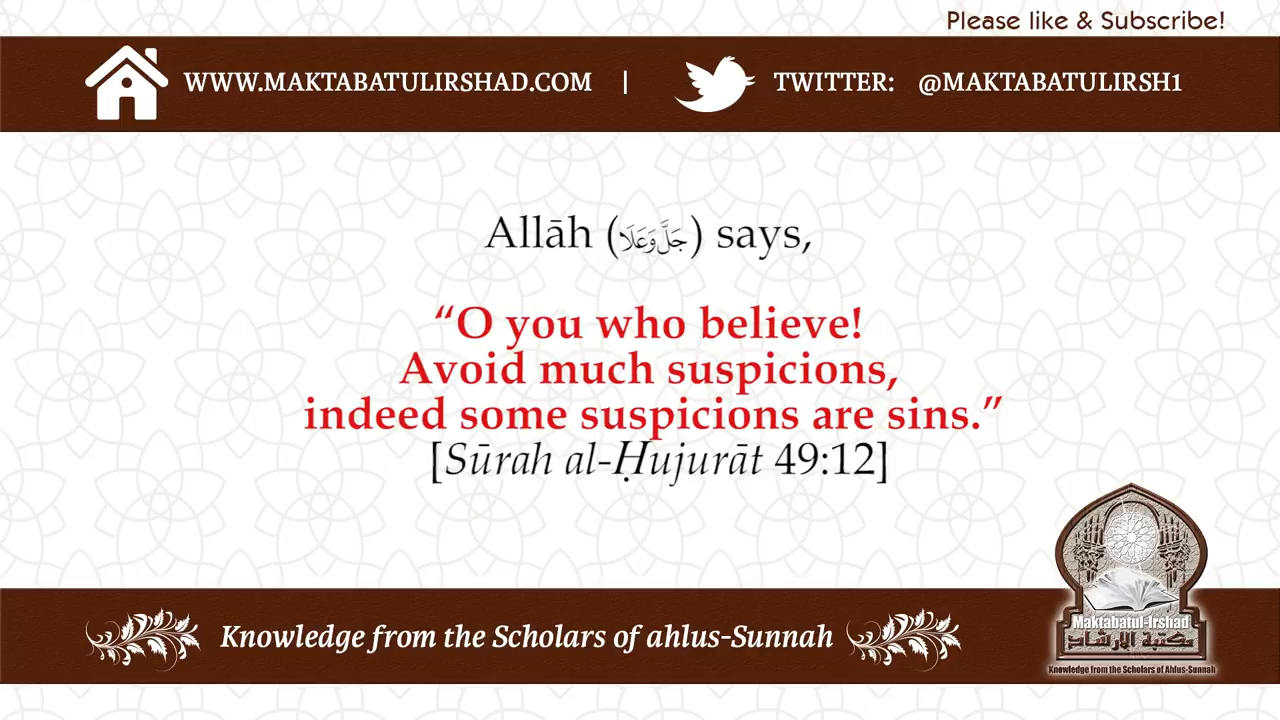 Please like & Subscribe!
WWW.MAKTABATULIRSHAD.COM | TWITTER: @MAKTABATULIRSH1
Allāh (جَلَّ وَعَلَا) says,
“O you who believe!
Avoid much suspicions,
indeed some suspicions are sins.”
[Sūrah al-Ḥujurāt 49:12]
Knowledge from the Scholars of ahlus-Sunnah
Maktabatul-Irshad
مكتبة الإرشاد
Knowledge from the Scholars of Ahlus-Sunnah